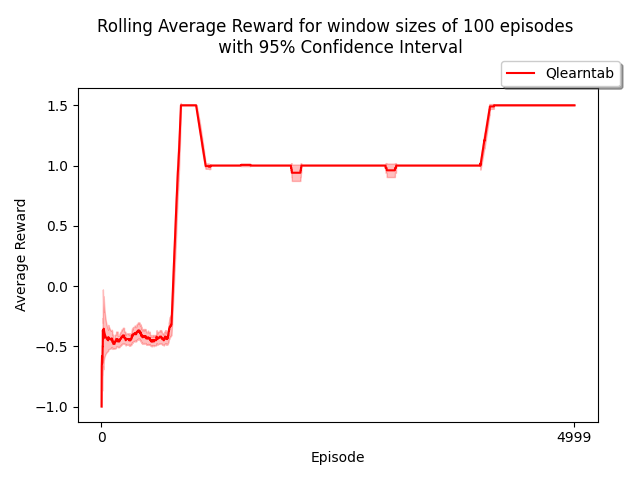 Rolling Average Reward for window sizes of 100 episodes
with 95% Confidence Interval
Qlearntab
1.5
1.0
0.5
0.0
−0.5
−1.0
Average Reward
0
4999
Episode